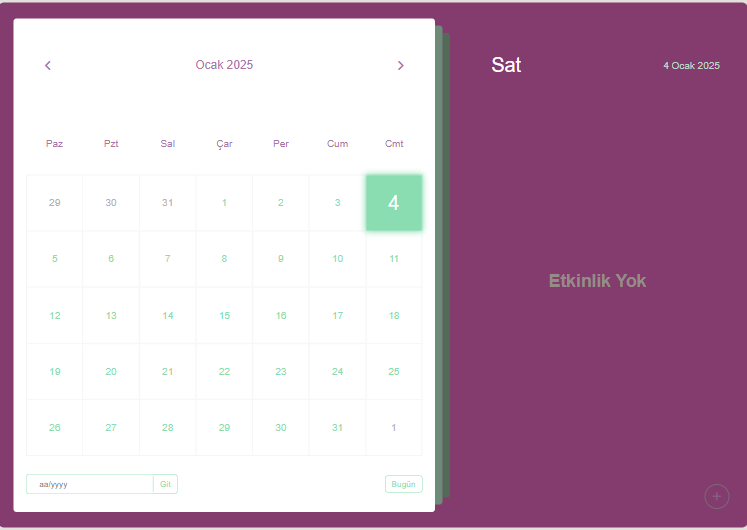 Ocak 2025
Paz Pzt Sal Çar Per Cum Cmt
29 30 31 1 2 3 4
5 6 7 8 9 10 11
12 13 14 15 16 17 18
19 20 21 22 23 24 25
26 27 28 29 30 31 1
aa/yyyy Git Bugün
Sat 4 Ocak 2025
Etkinlik Yok
+